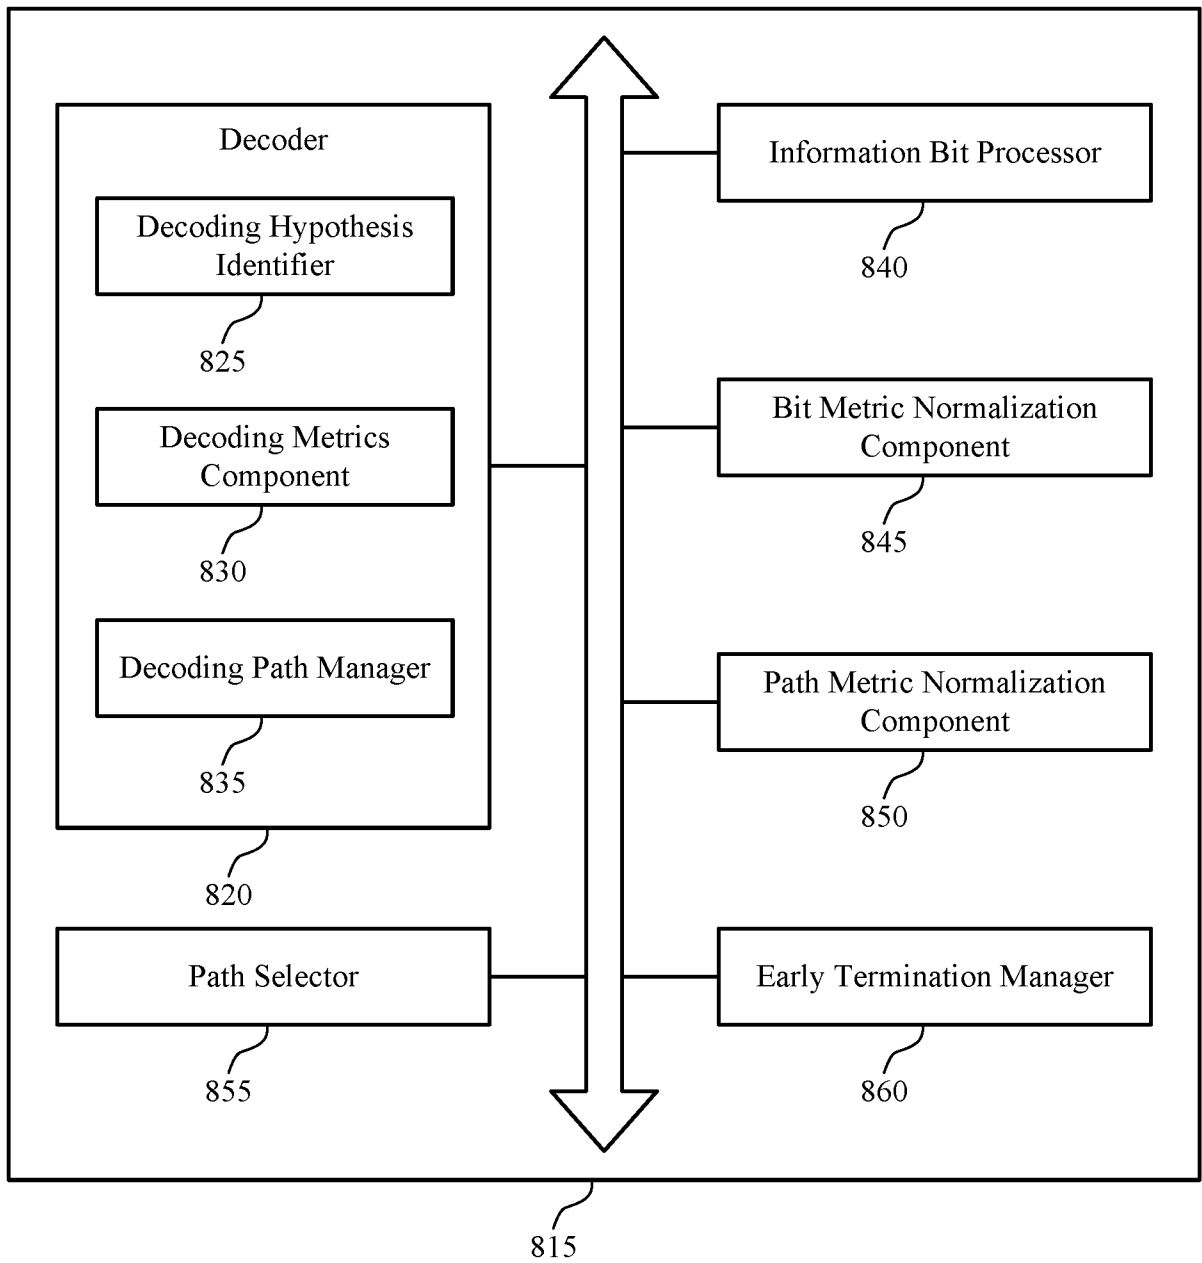 Decoder
Decoding Hypothesis
Identifier
825
Decoding Metrics
Component
830
Decoding Path Manager
835
820
Path Selector
855
Information Bit Processor
840
Bit Metric Normalization
Component
845
Path Metric Normalization
Component
850
Early Termination Manager
860
815